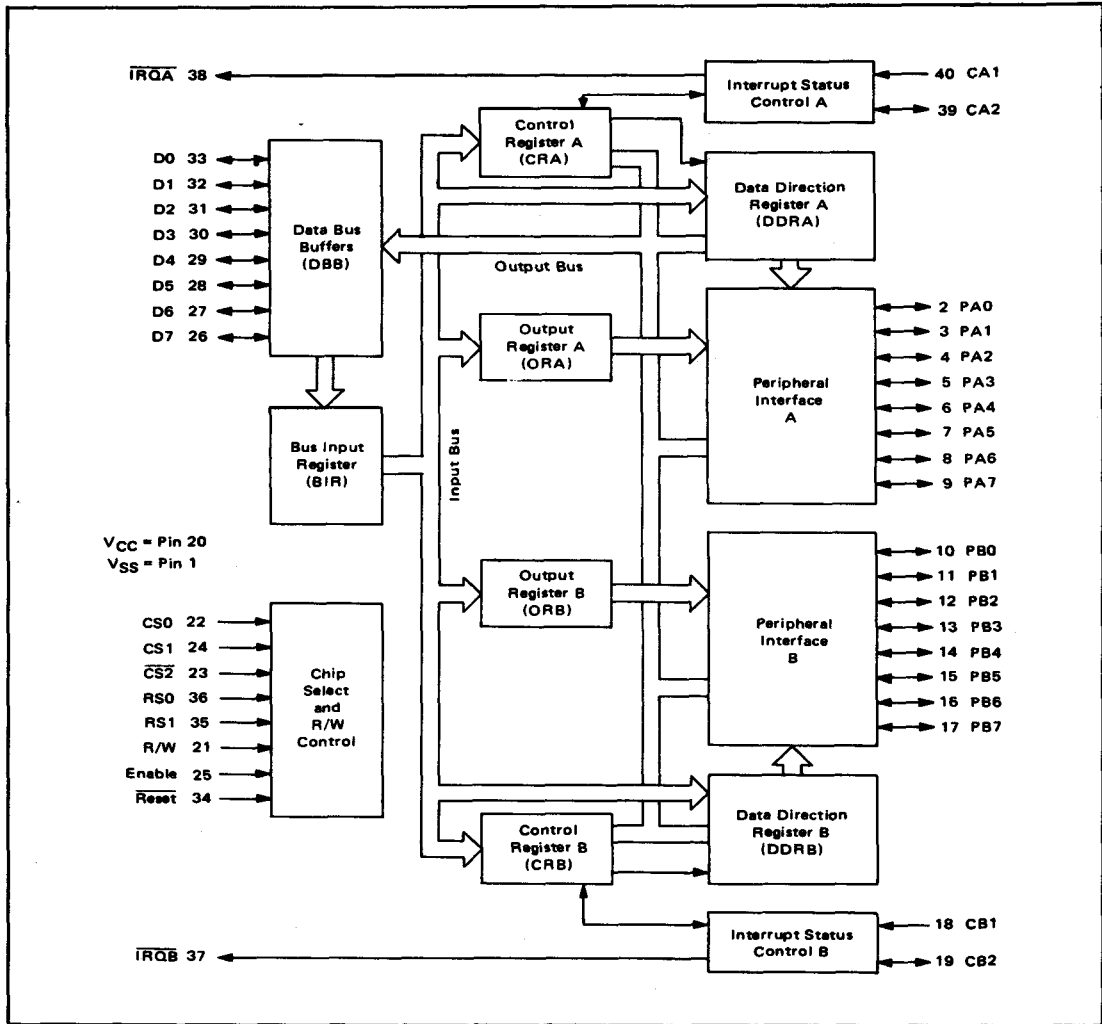 I̅R̅Q̅A̅ 38
Interrupt Status
Control A
40 CA1
39 CA2
Control
Register A
(CRA)
D0 33
D1 32
D2 31
D3 30
D4 29
D5 28
D6 27
D7 26
Data Bus
Buffers
(DBB)
Data Direction
Register A
(DDRA)
Output Bus
Output
Register A
(ORA)
Peripheral
Interface
A
2 PA0
3 PA1
4 PA2
5 PA3
6 PA4
7 PA5
8 PA6
9 PA7
Bus Input
Register
(BIR)
Input Bus
VCC = Pin 20
VSS = Pin 1
Output
Register B
(ORB)
Peripheral
Interface
B
10 PB0
11 PB1
12 PB2
13 PB3
14 PB4
15 PB5
16 PB6
17 PB7
CS0 22
CS1 24
C̅S̅2̅ 23
RS0 36
RS1 35
R/W 21
Enable 25
R̅e̅s̅e̅t̅ 34
Chip
Select
and
R/W
Control
Control
Register B
(CRB)
Data Direction
Register B
(DDRB)
I̅R̅Q̅B̅ 37
Interrupt Status
Control B
18 CB1
19 CB2